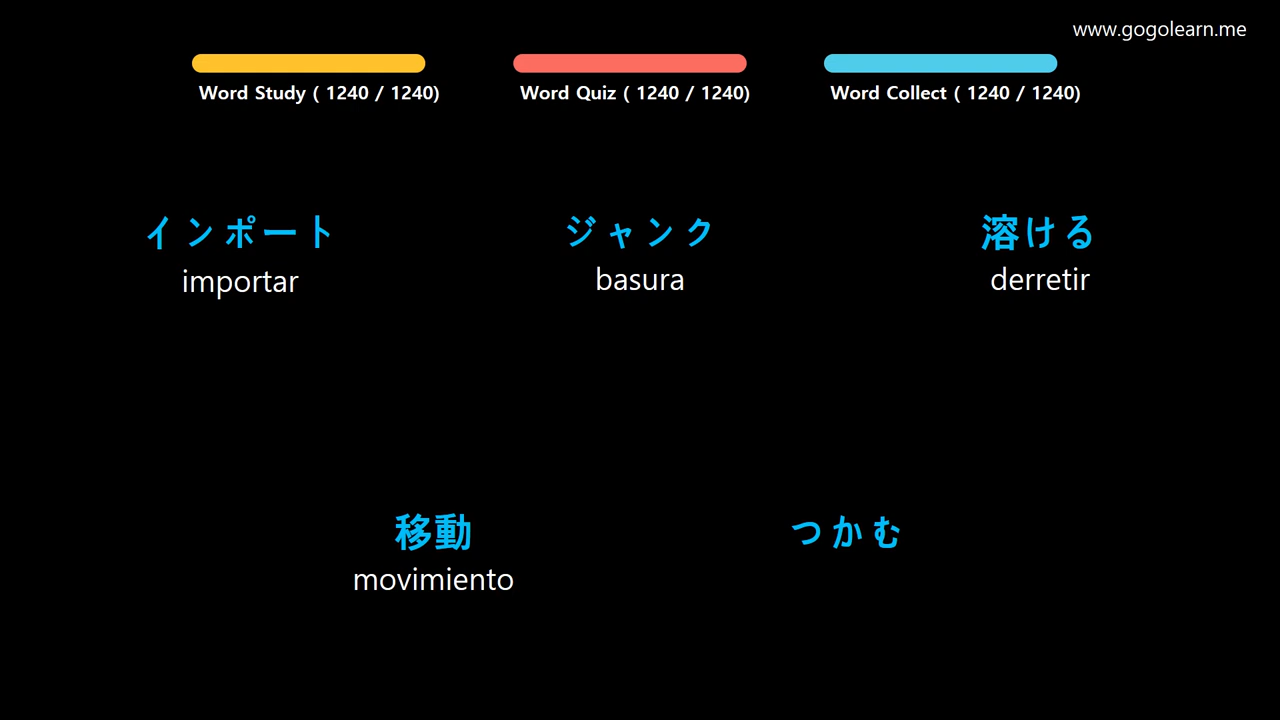 www.gogolearn.me
Word Study ( 1240 / 1240)
Word Quiz ( 1240 / 1240)
Word Collect ( 1240 / 1240)
インポート
importar
ジャンク
basura
溶ける
derretir
移動
movimiento
つかむ